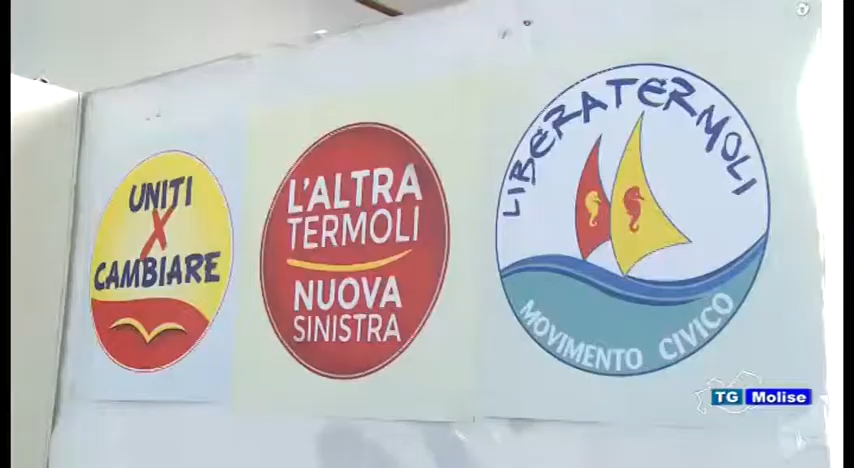 UNITI
X
CAMBIARE
L'ALTRA
TERMOLI
NUOVA
SINISTRA
LIBERATERMOLI
MOVIMENTO CIVICO
TG Molise